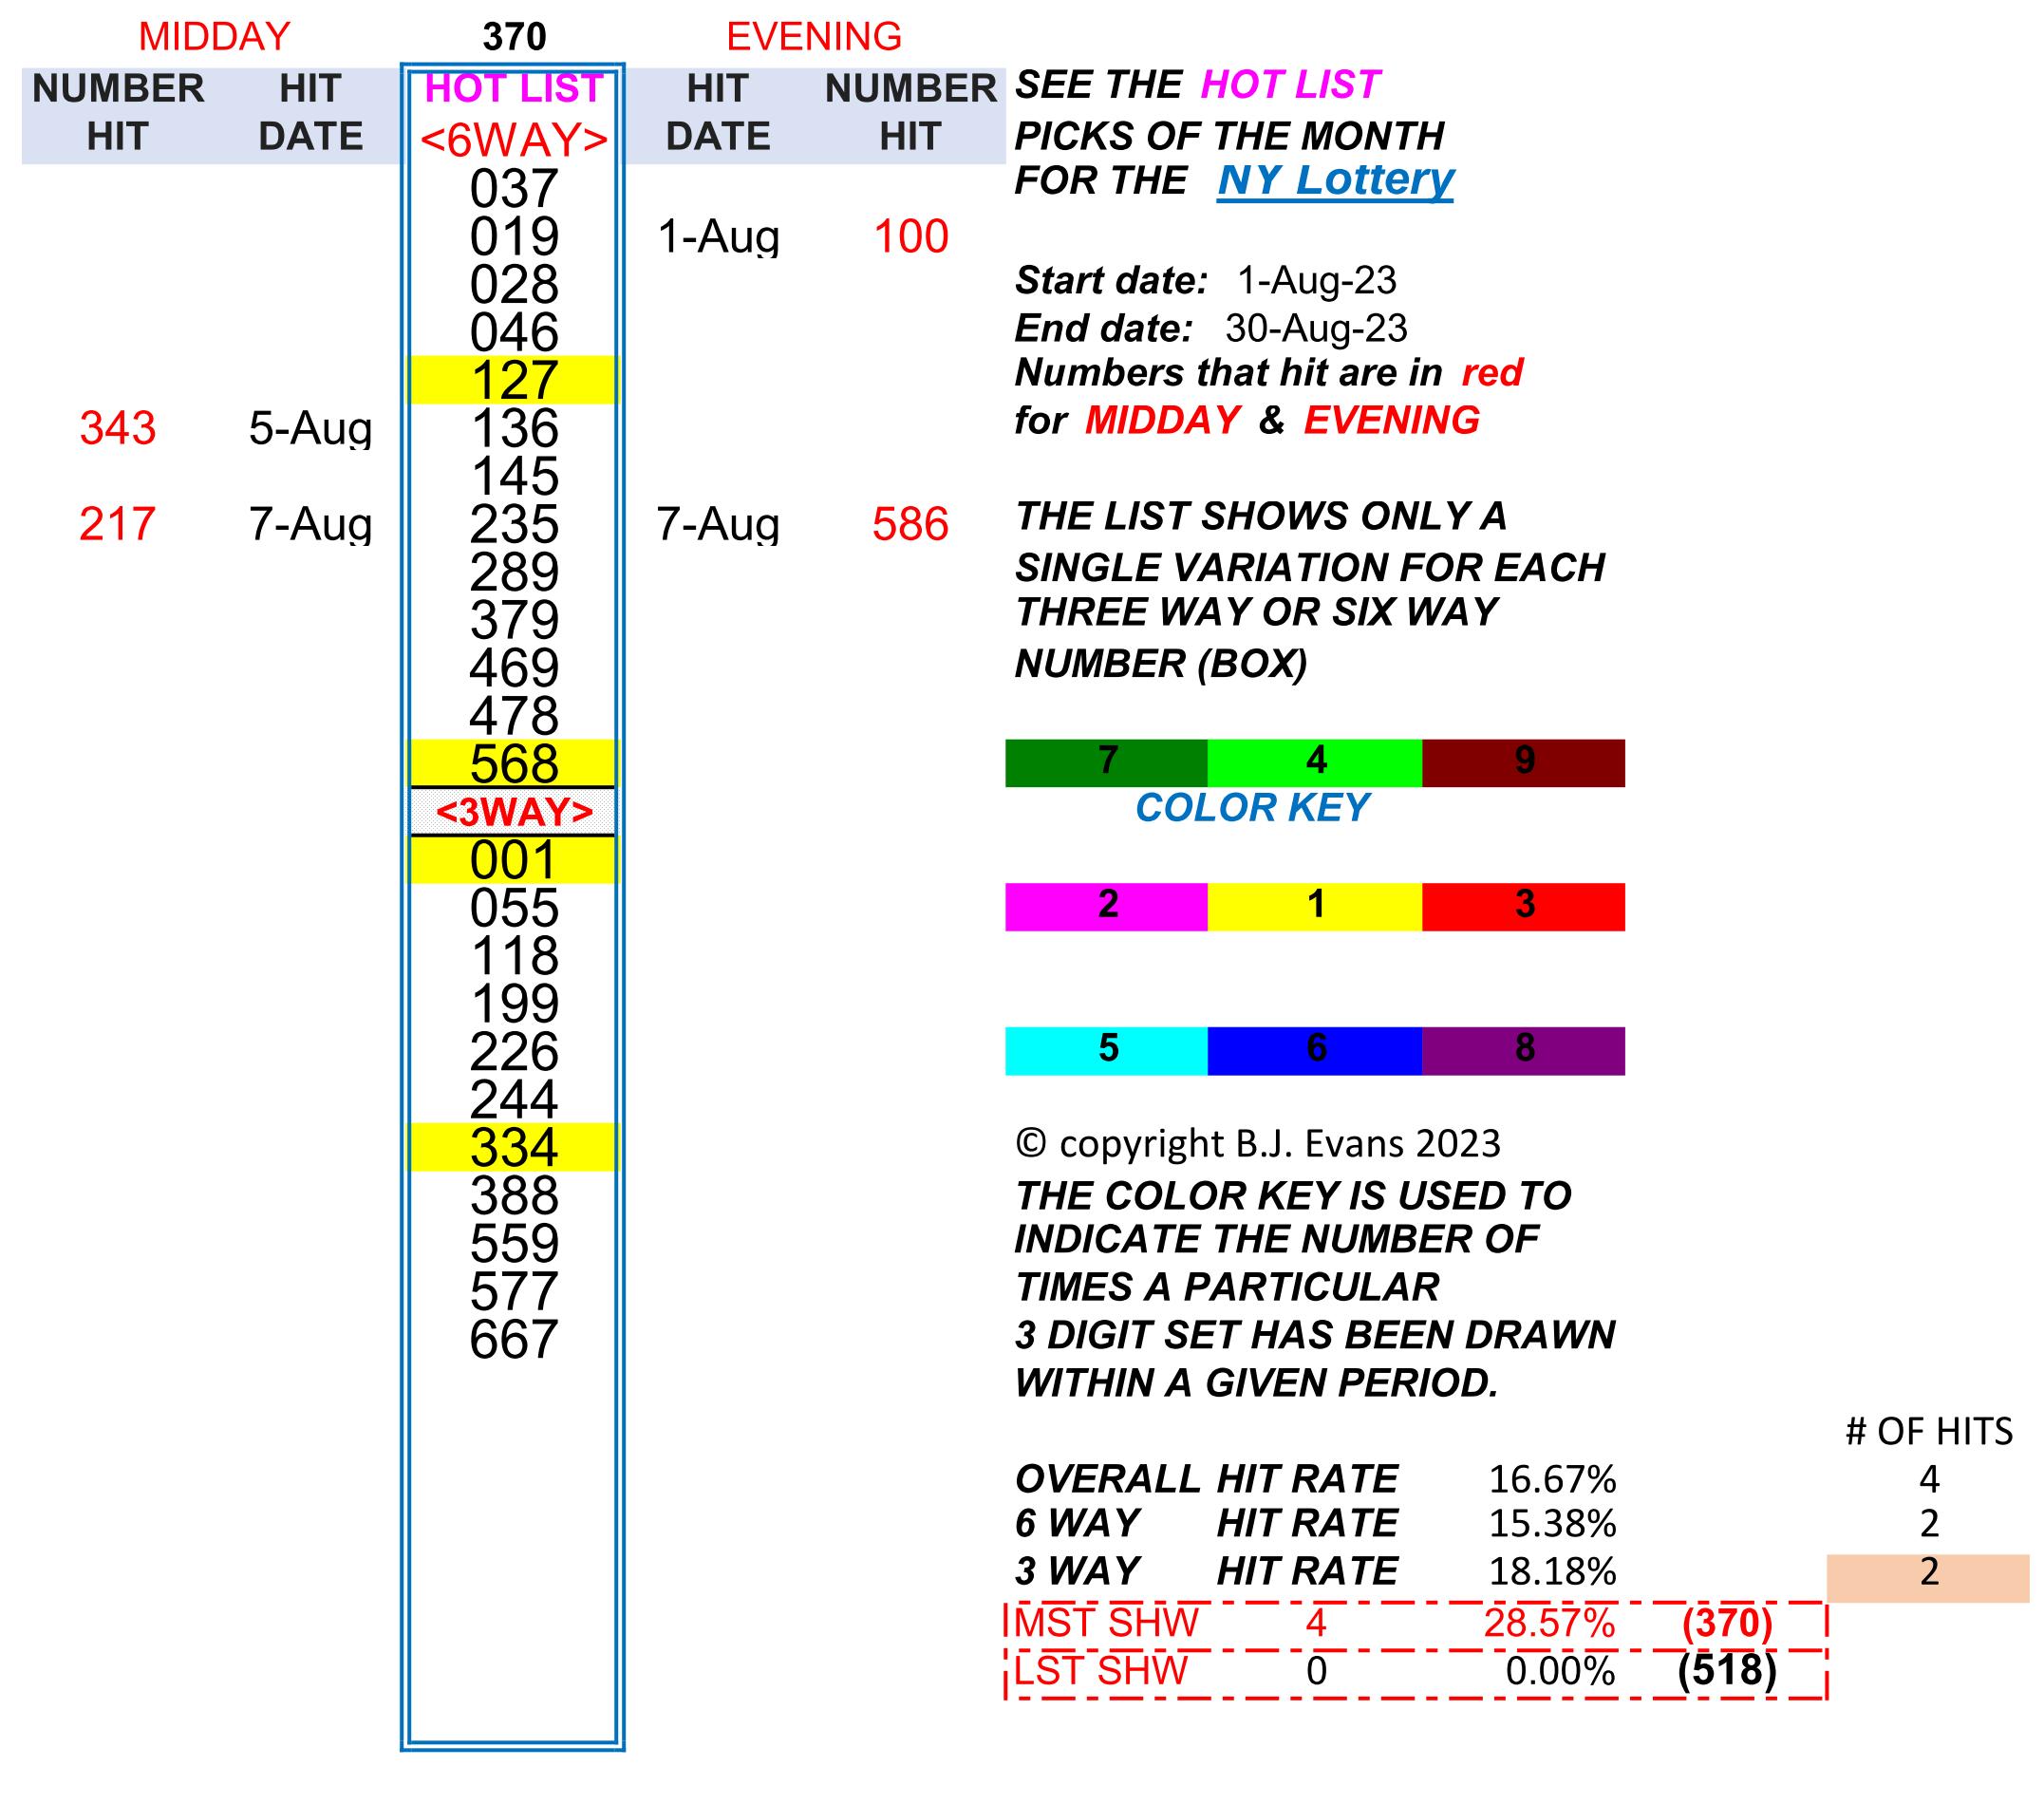 MIDDAY 370 EVENING
NUMBER HIT HOT LIST HIT NUMBER SEE THE HOT LIST
HIT DATE <6WAY> DATE HIT PICKS OF THE MONTH
037 FOR THE NY Lottery
019 1-Aug 100
028 Start date: 1-Aug-23
046 End date: 30-Aug-23
127 Numbers that hit are in red
343 5-Aug 136 for MIDDAY & EVENING
145
217 7-Aug 235 7-Aug 586 THE LIST SHOWS ONLY A
289 SINGLE VARIATION FOR EACH
379 THREE WAY OR SIX WAY
469 NUMBER (BOX)
478
568 7 4 9
<3WAY> COLOR KEY
001
055 2 1 3
118
199
226 5 6 8
244
334 © copyright B.J. Evans 2023
388 THE COLOR KEY IS USED TO
559 INDICATE THE NUMBER OF
577 TIMES A PARTICULAR
667 3 DIGIT SET HAS BEEN DRAWN
WITHIN A GIVEN PERIOD.
# OF HITS
OVERALL HIT RATE 16.67% 4
6 WAY HIT RATE 15.38% 2
3 WAY HIT RATE 18.18% 2
MST SHW 4 28.57% (370)
LST SHW 0 0.00% (518)